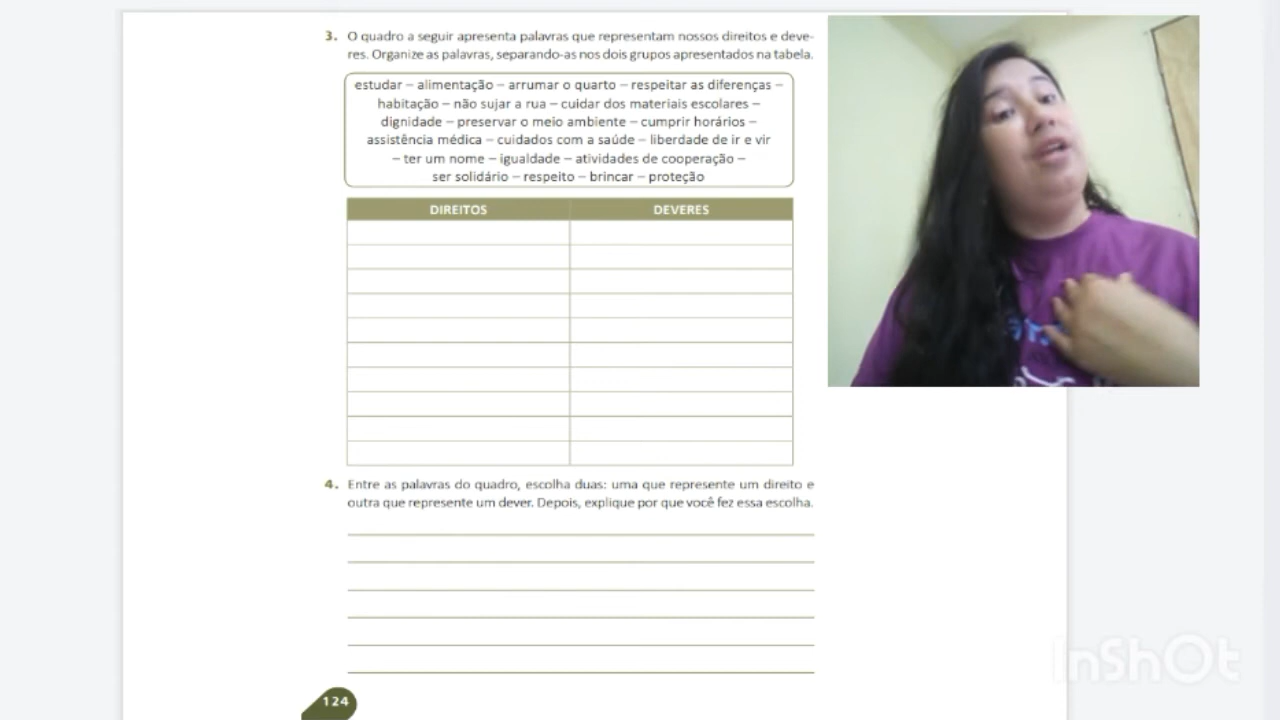 3. O quadro a seguir apresenta palavras que representam nossos direitos e deve-
res. Organize as palavras, separando-as nos dois grupos apresentados na tabela.
estudar – alimentação – arrumar o quarto – respeitar as diferenças –
habitação – não sujar a rua – cuidar dos materiais escolares –
dignidade – preservar o meio ambiente – cumprir horários –
assistência médica – cuidados com a saúde – liberdade de ir e vir
– ter um nome – igualdade – atividades de cooperação –
ser solidário – respeito – brincar – proteção
DIREITOS DEVERES
4. Entre as palavras do quadro, escolha duas: uma que represente um direito e
outra que represente um dever. Depois, explique por que você fez essa escolha.
124
InShOt